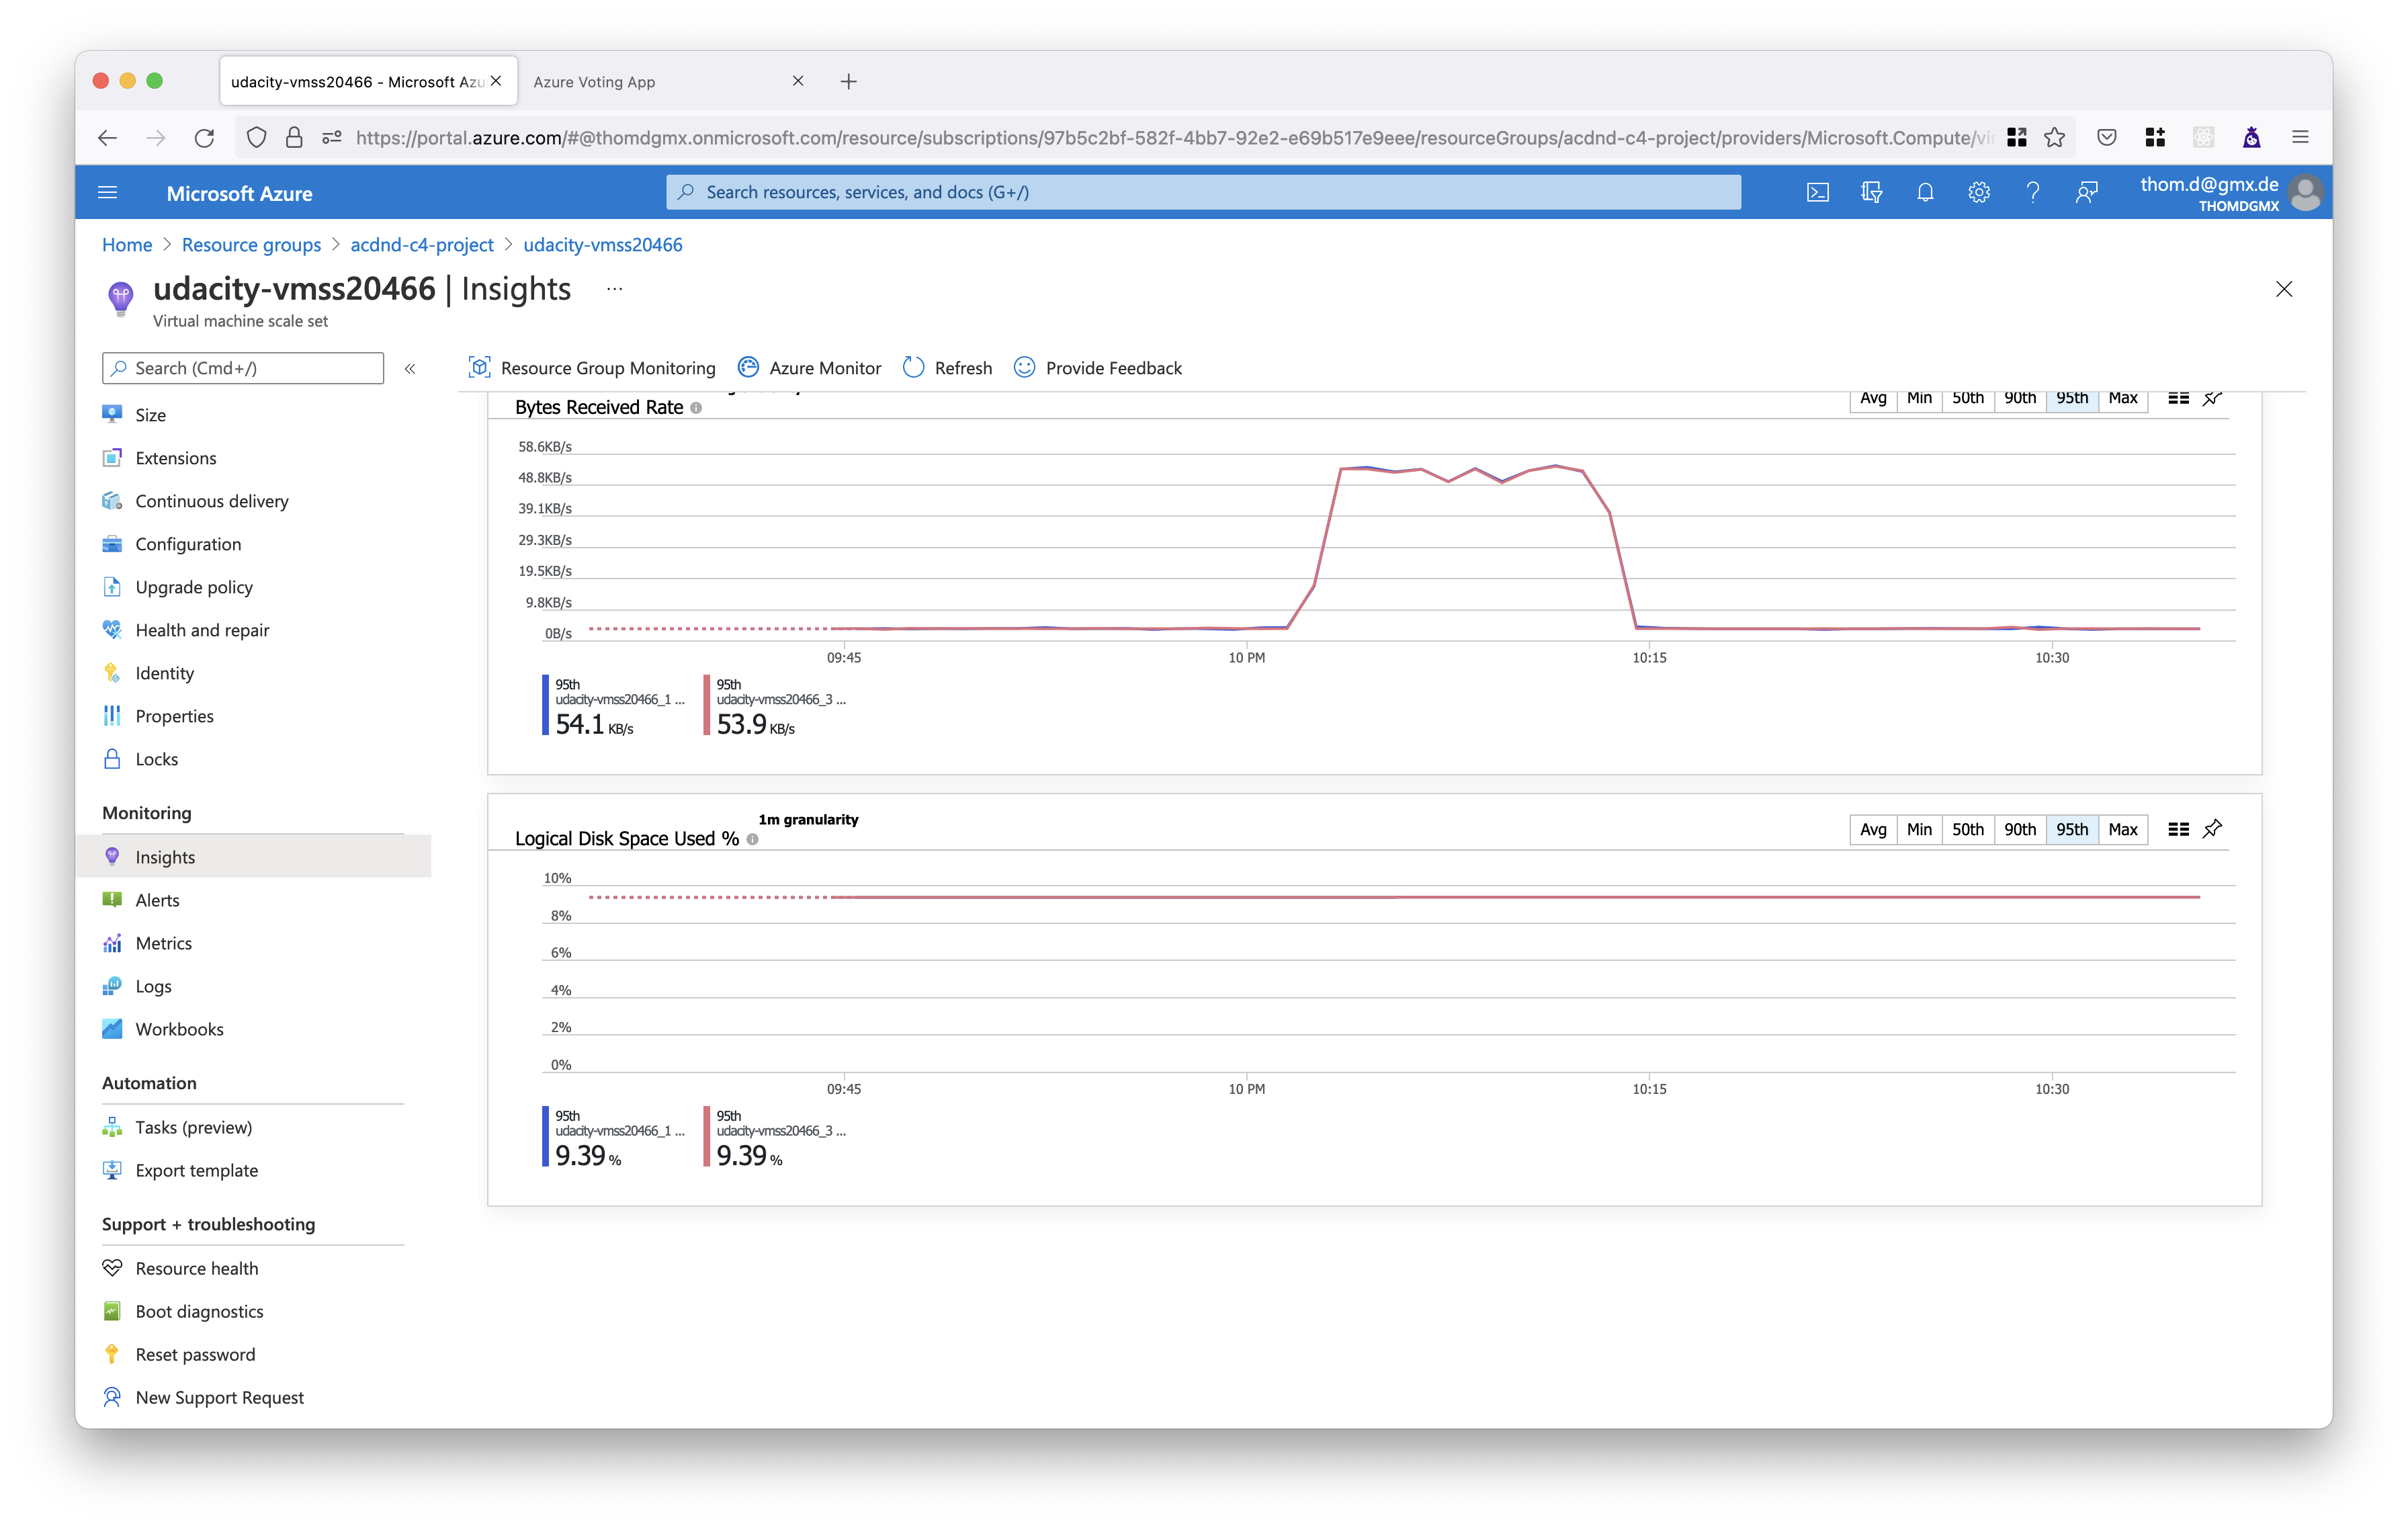 udacity-vmss20466 - Microsoft Azu
Azure Voting App
https://portal.azure.com/#@thomdgmx.onmicrosoft.com/resource/subscriptions/97b5c2bf-582f-4bb7-92e2-e69b517e9eee/resourceGroups/acdnd-c4-project/providers/Microsoft.Compute/vir
Microsoft Azure
Search resources, services, and docs (G+/)
thom.d@gmx.de
THOMDGMX
Home > Resource groups > acdnd-c4-project > udacity-vmss20466
udacity-vmss20466 | Insights ...
Virtual machine scale set
Search (Cmd+/)
«
Size
Extensions
Continuous delivery
Configuration
Upgrade policy
Health and repair
Identity
Properties
Locks
Monitoring
Insights
Alerts
Metrics
Logs
Workbooks
Automation
Tasks (preview)
Export template
Support + troubleshooting
Resource health
Boot diagnostics
Reset password
New Support Request
Resource Group Monitoring Azure Monitor Refresh Provide Feedback
Bytes Received Rate
Avg Min 50th 90th 95th Max
58.6KB/s
48.8KB/s
39.1KB/s
29.3KB/s
19.5KB/s
9.8KB/s
0B/s
09:45 10 PM 10:15 10:30
95th
udacity-vmss20466_1 ...
54.1 KB/s
95th
udacity-vmss20466_3 ...
53.9 KB/s
1m granularity
Logical Disk Space Used %
Avg Min 50th 90th 95th Max
10%
8%
6%
4%
2%
0%
09:45 10 PM 10:15 10:30
95th
udacity-vmss20466_1 ...
9.39 %
95th
udacity-vmss20466_3 ...
9.39 %